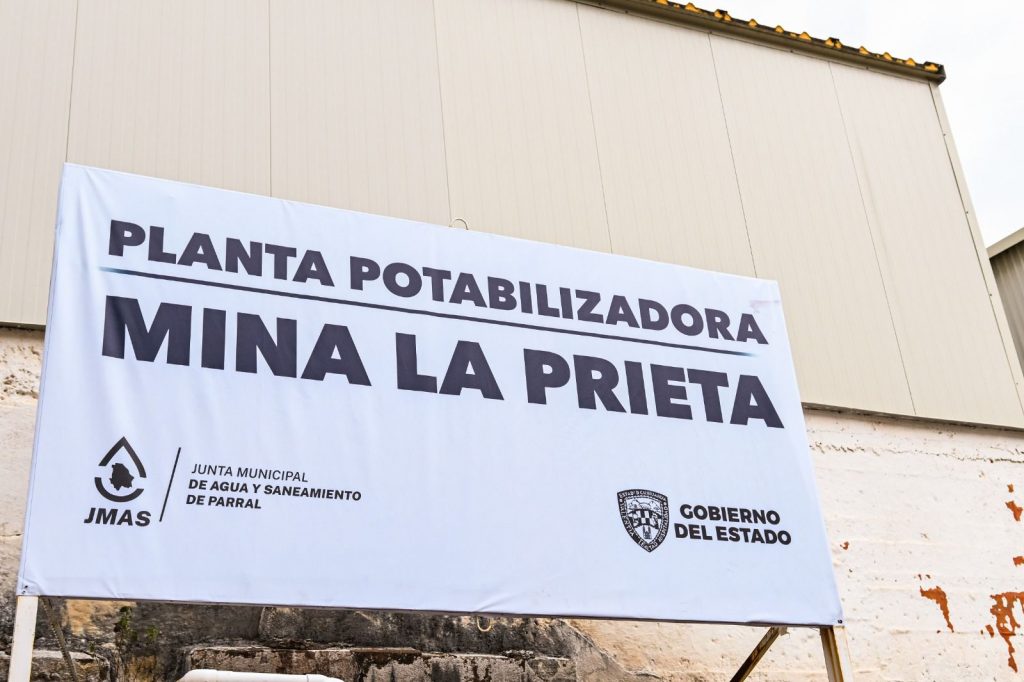 PLANTA POTABILIZADORA
MINA LA PRIETA
JMAS
JUNTA MUNICIPAL
DE AGUA Y SANEAMIENTO
DE PARRAL
GOBIERNO
DEL ESTADO